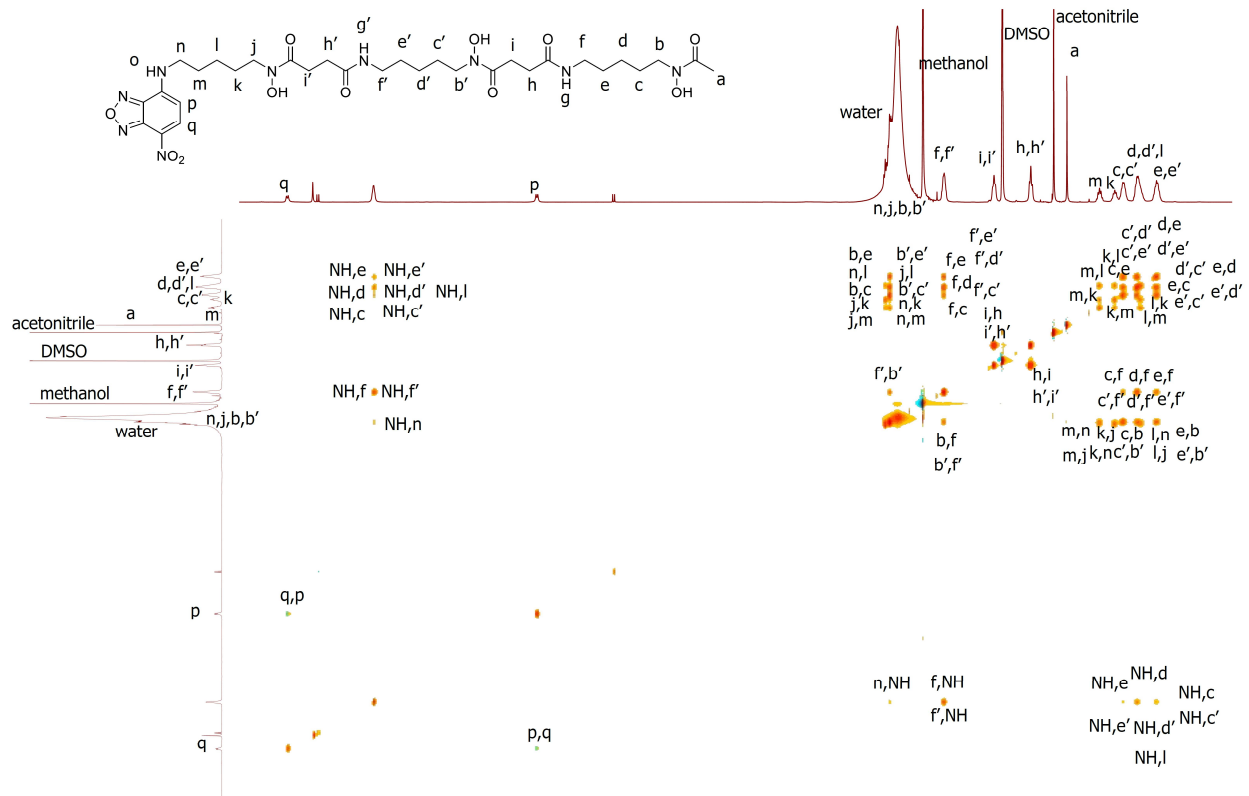 acetonitrile
g′
DMSO
n l j O h′ H N e′ c′ OH i O f d b O
a
o
N
N
N
methanol
HN m k N OH i′ O f′ d′ b′ O h N H g e c N OH a
water
p
N
O
N
q
NO₂
f,f′ i,i′ h,h′ d,d′,l
c,c′ e,e′
m k
q p
n,j,b,b′
e,e′
d,d′,l
c,c′ k
a m
acetonitrile
h,h′
DMSO
i,i′
methanol f,f′
n,j,b,b′
water
p
q
NH,e NH,e′
NH,d NH,d′ NH,l
NH,c NH,c′
NH,f NH,f′
NH,n
q,p
p,q
f′,e′
b,e b′,e′ f,e f′,d′
n,l j,l
b,c b′,c′ f,d f′,c′
j,k n,k f,c
j,m n,m
i,h
i′,h′
c′,d′ d,e
k,l c′,e′ d′,e′
m,l c,e d′,c′ e,d
m,k e,c
l,k e′,c′ e′,d′
k,m l,m
h,i
h′,i′
f′,b′
b,f
b′,f′
c,f d,f e,f
c′,f′ d′,f′ e′,f′
m,n k,j c,b l,n e,b
m,j k,n c′,b′ l,j e′,b′
n,NH f,NH
f′,NH
NH,e NH,d
NH,c
NH,e′ NH,d′ NH,c′
NH,l